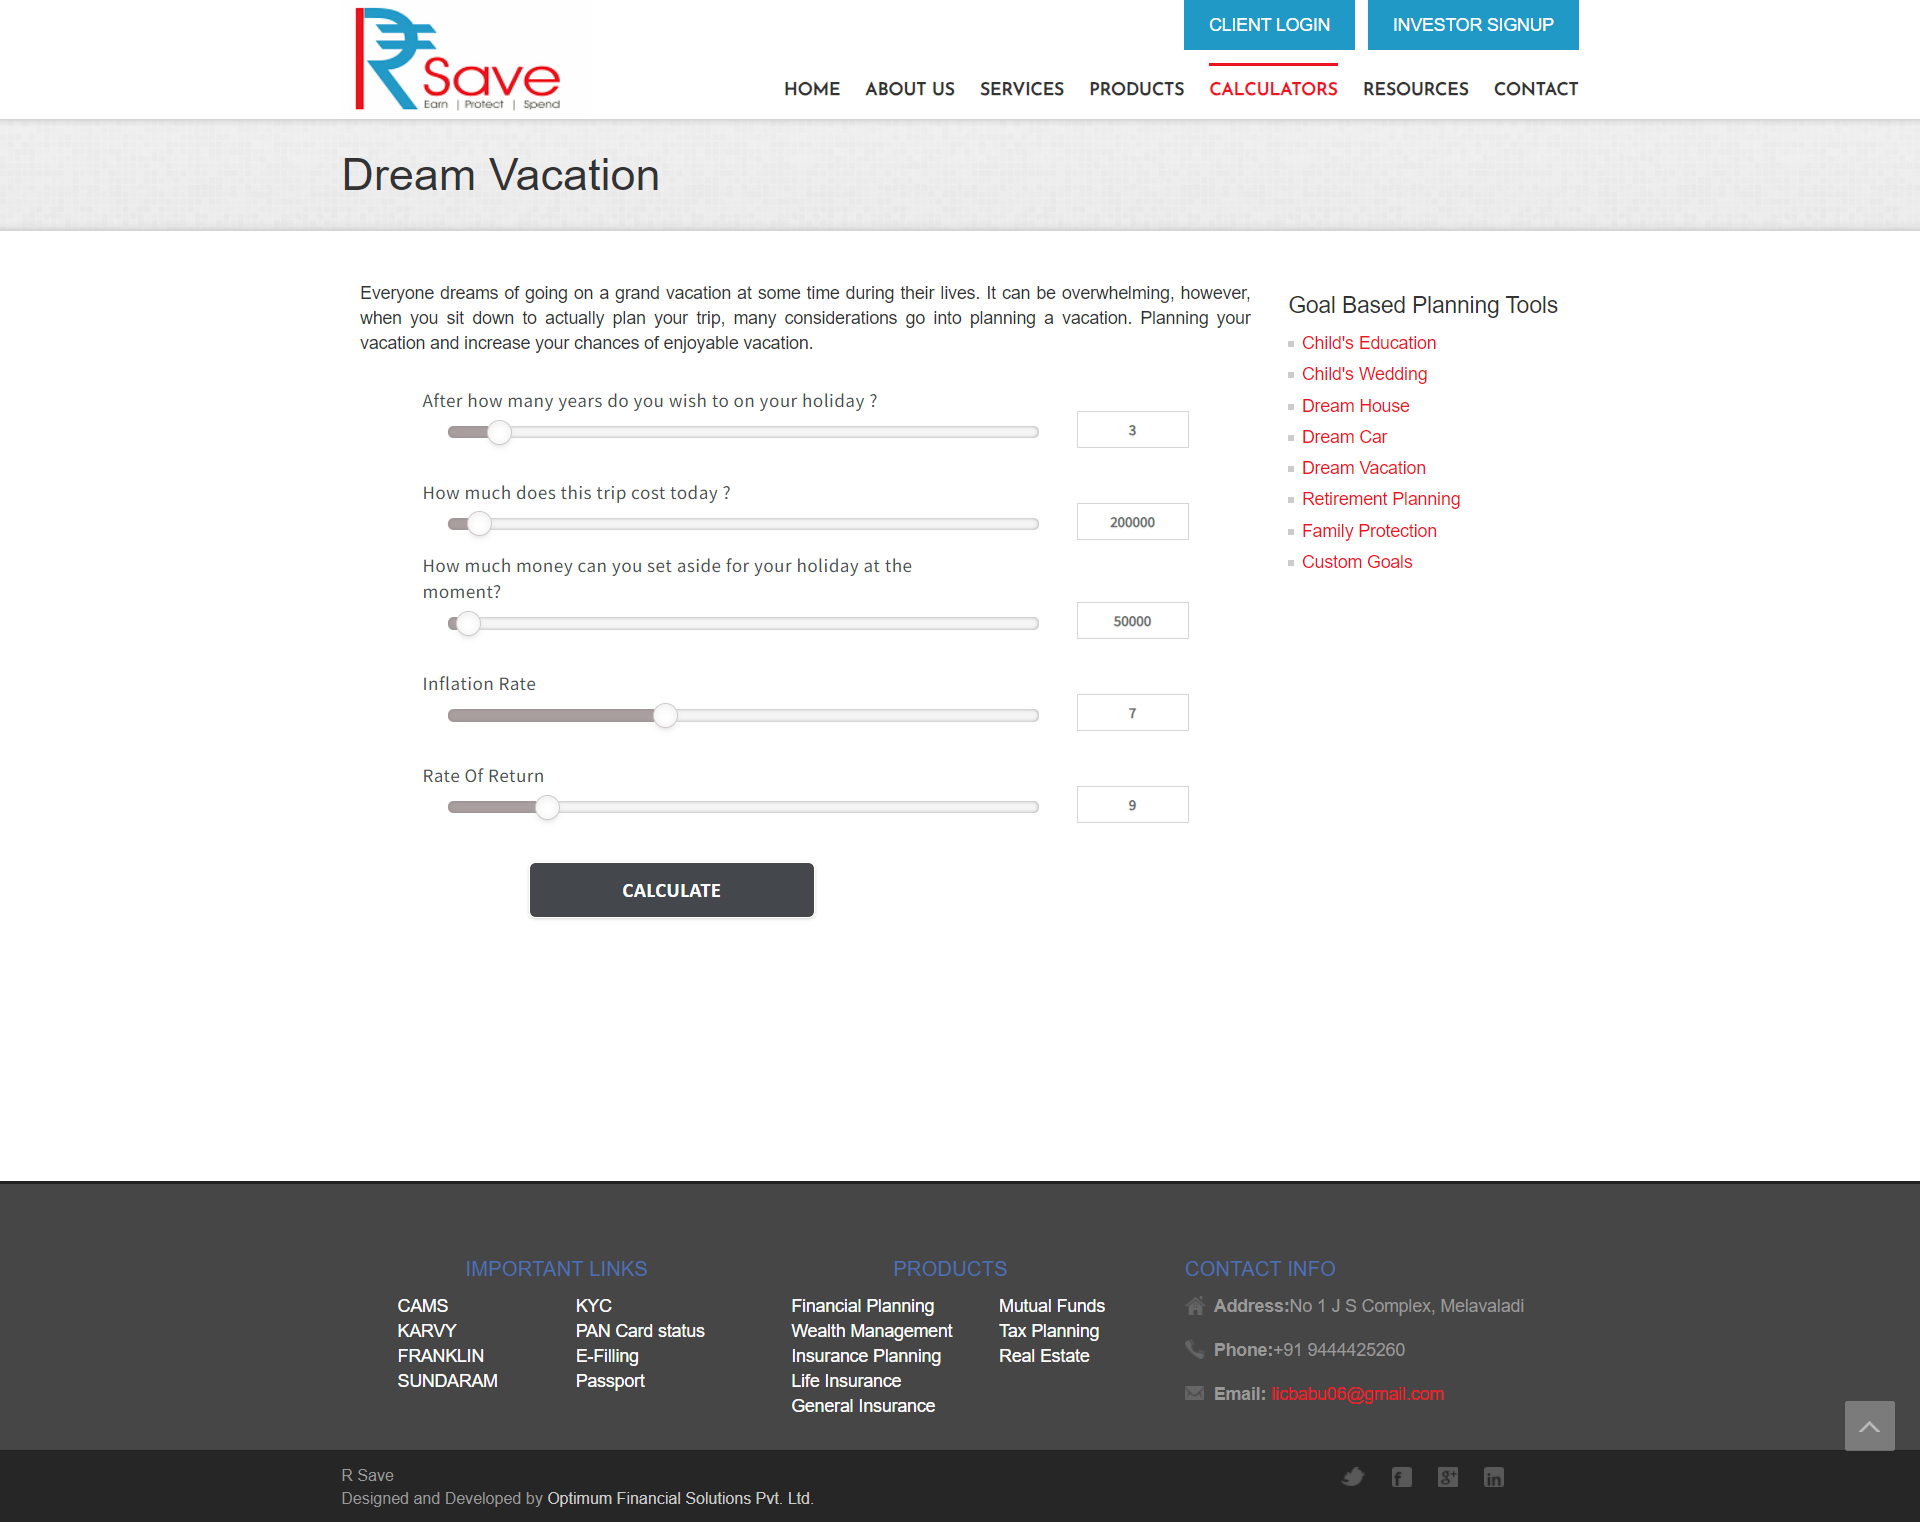 Save
Earn | Protect | Spend
CLIENT LOGIN
INVESTOR SIGNUP
HOME ABOUT US SERVICES PRODUCTS CALCULATORS RESOURCES CONTACT
Dream Vacation
Everyone dreams of going on a grand vacation at some time during their lives. It can be overwhelming, however,
when you sit down to actually plan your trip, many considerations go into planning a vacation. Planning your
vacation and increase your chances of enjoyable vacation.
After how many years do you wish to on your holiday ?
3
How much does this trip cost today ?
200000
How much money can you set aside for your holiday at the
moment?
50000
Inflation Rate
7
Rate Of Return
9
CALCULATE
Goal Based Planning Tools
Child's Education
Child's Wedding
Dream House
Dream Car
Dream Vacation
Retirement Planning
Family Protection
Custom Goals
IMPORTANT LINKS
CAMS
KARVY
FRANKLIN
SUNDARAM
KYC
PAN Card status
E-Filling
Passport
PRODUCTS
Financial Planning
Wealth Management
Insurance Planning
Life Insurance
General Insurance
Mutual Funds
Tax Planning
Real Estate
CONTACT INFO
Address:No 1 J S Complex, Melavaladi
Phone:+91 9444425260
Email: licbabu06@gmail.com
R Save
Designed and Developed by Optimum Financial Solutions Pvt. Ltd.